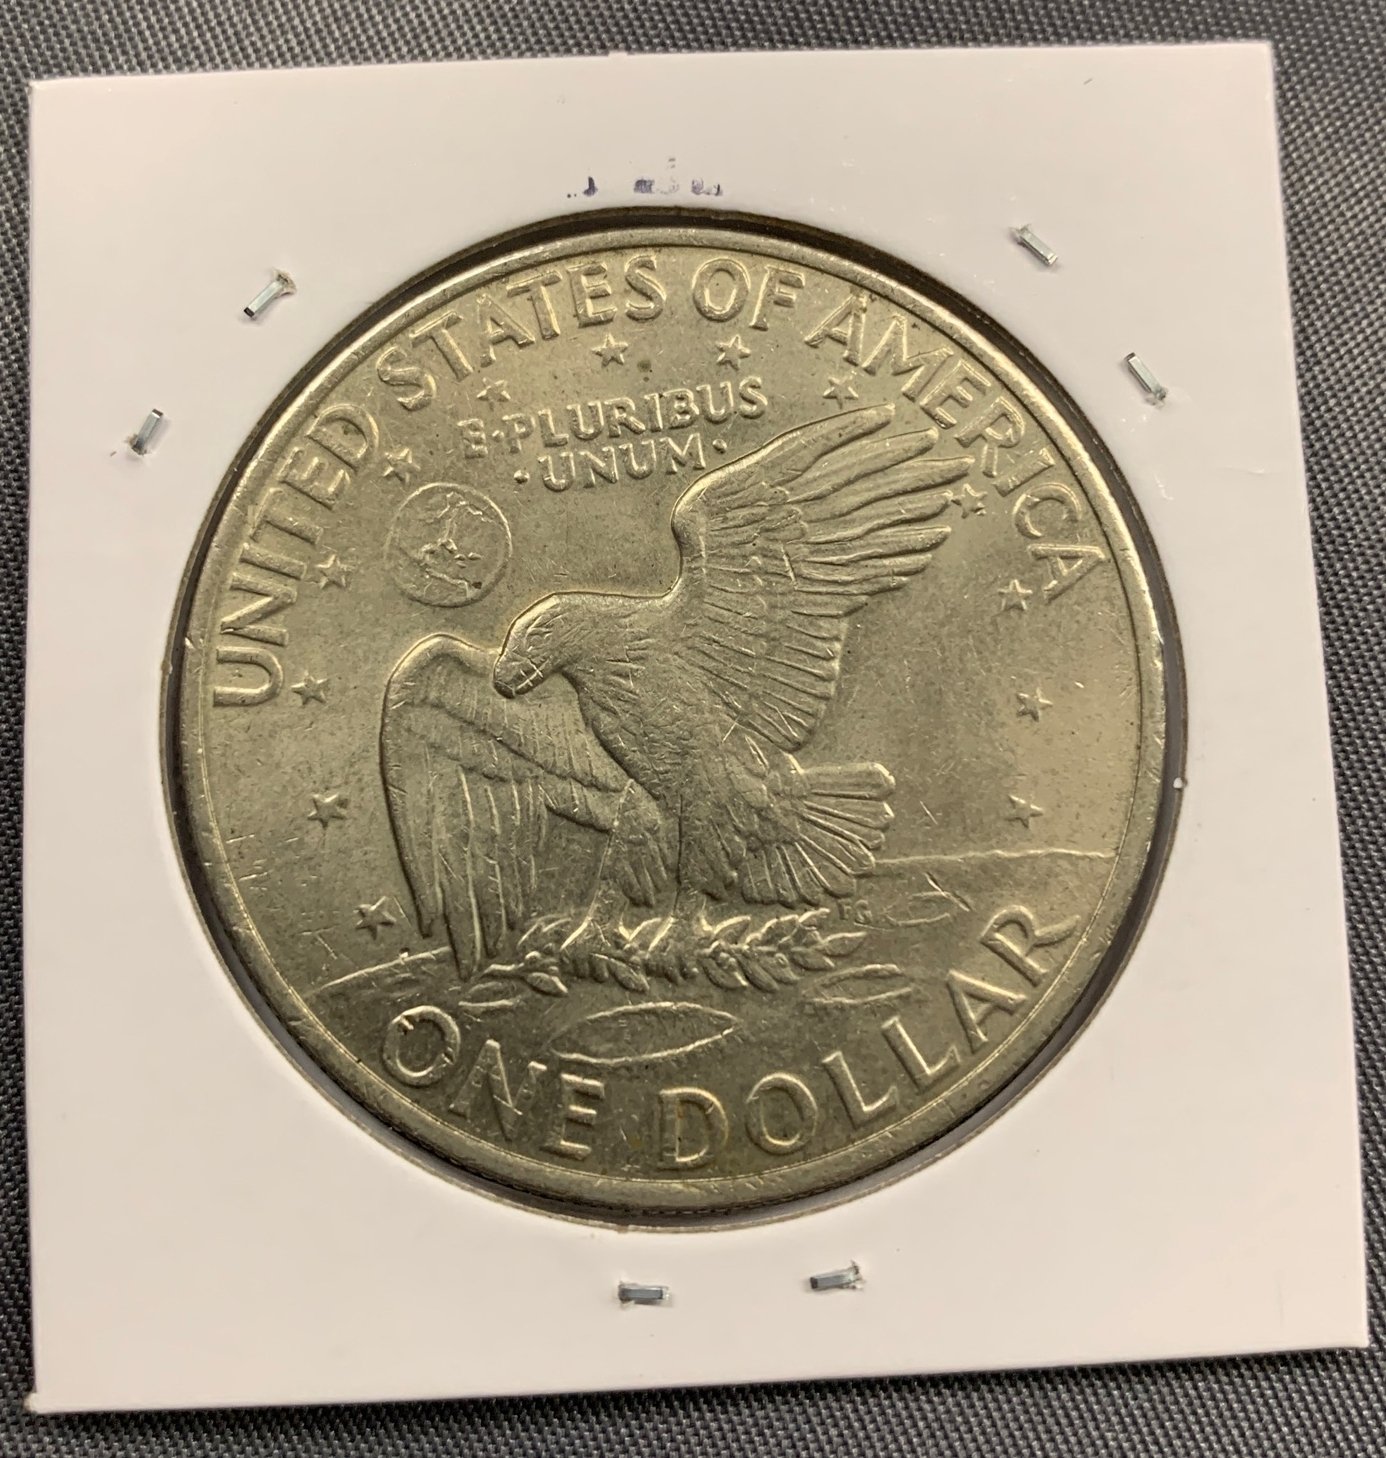 UNITED STATES OF AMERICA
E·PLURIBUS
·UNUM·
FG
ONE DOLLAR